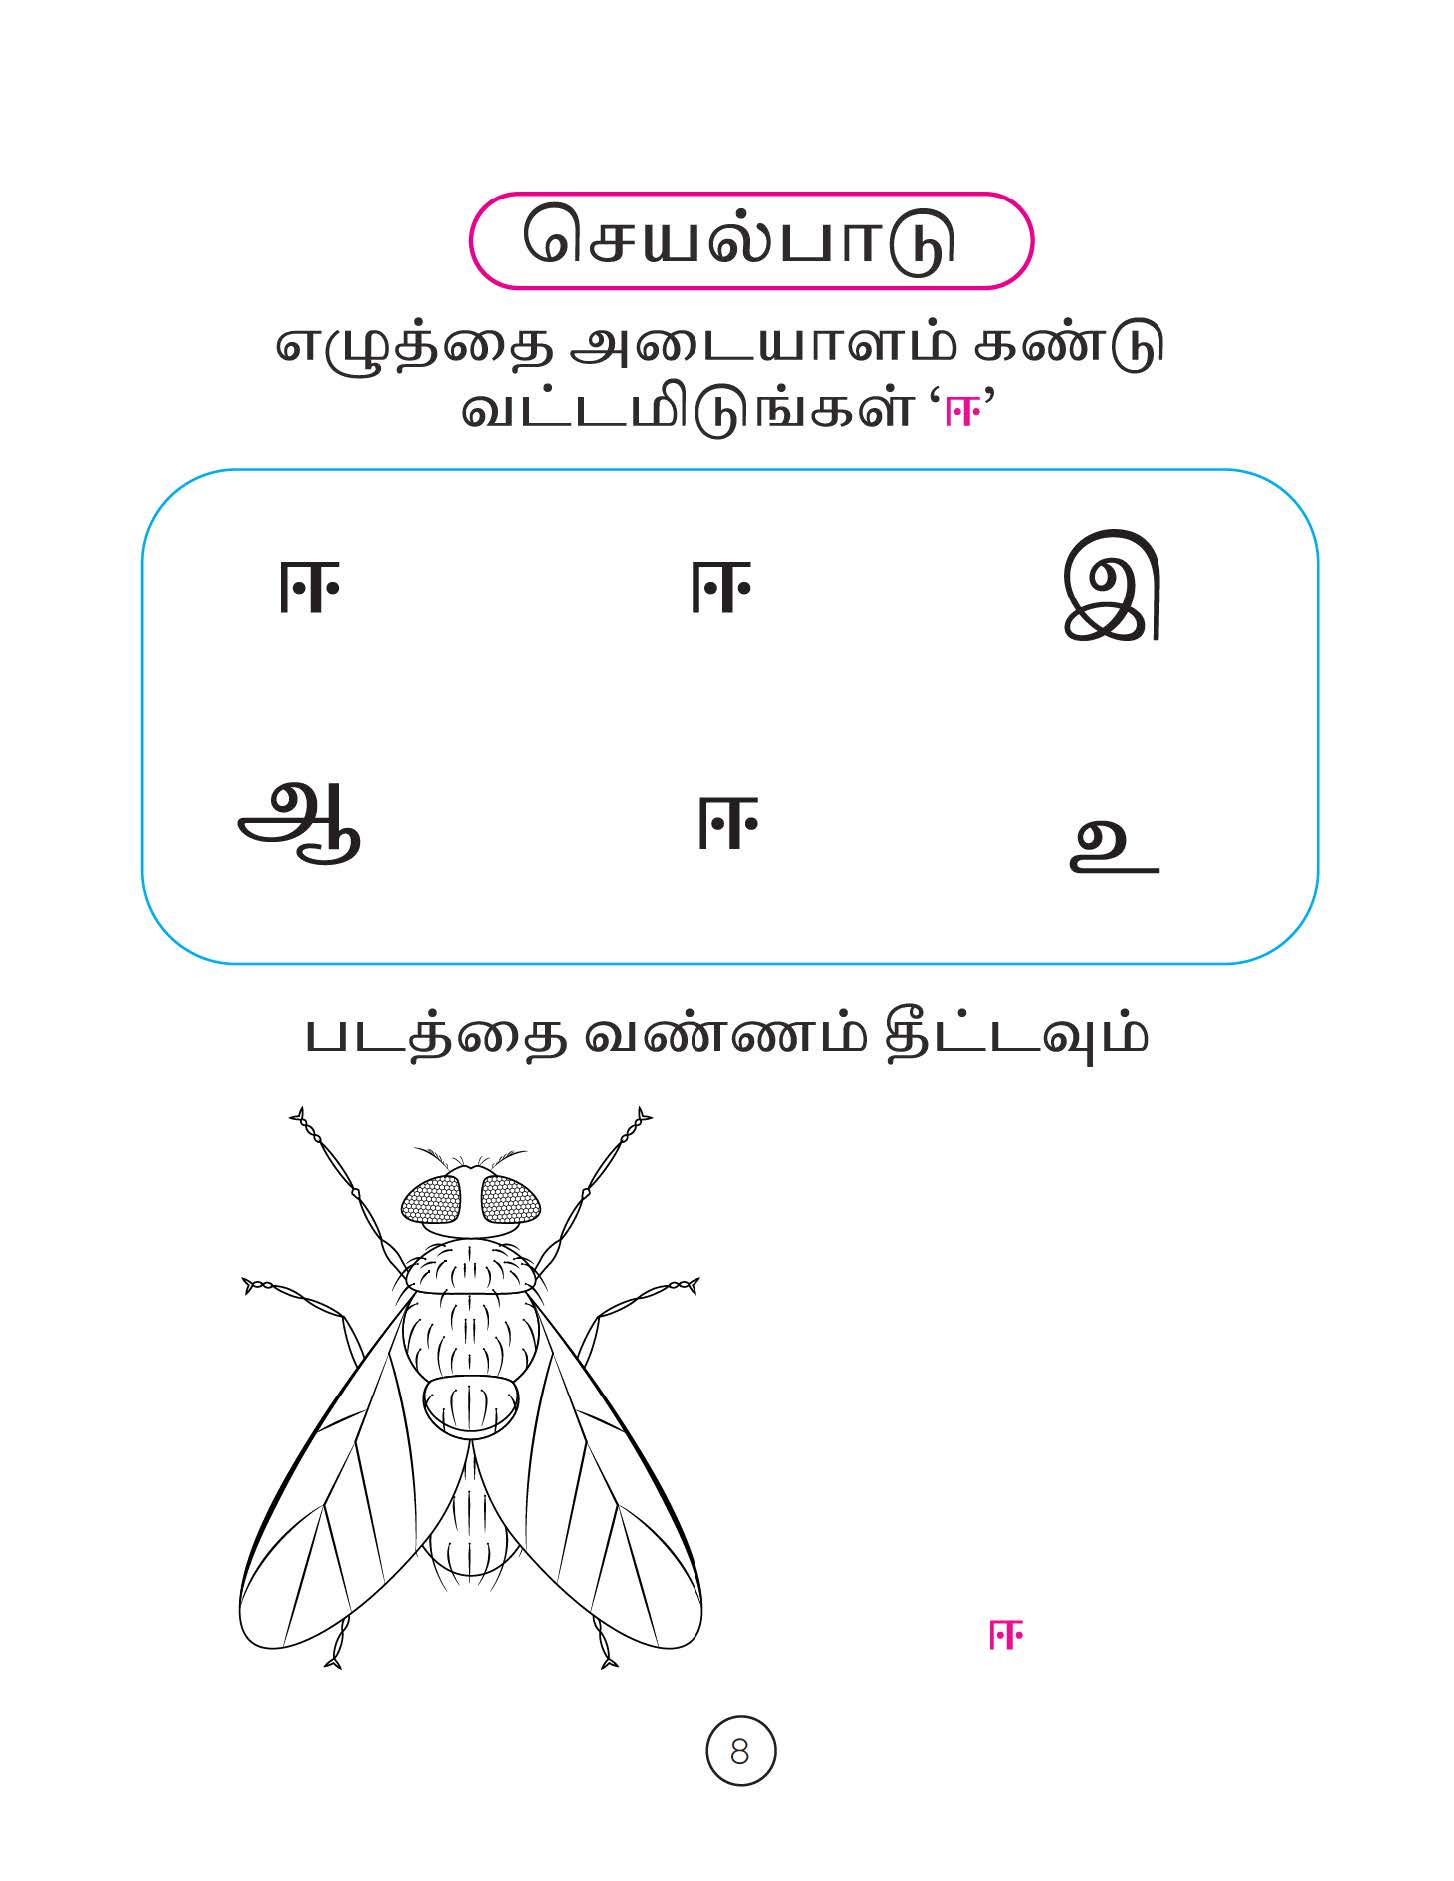 செயல்பாடு
எழுத்தை அடையாளம் கண்டு
வட்டமிடுங்கள் ‘ஈ’
ஈ ஈ இ
ஆ ஈ உ
படத்தை வண்ணம் தீட்டவும்
ஈ
8